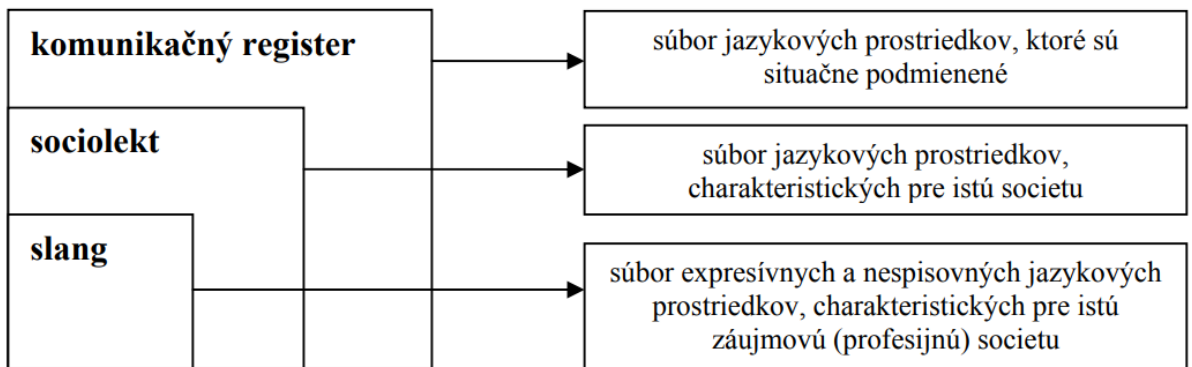 komunikačný register
súbor jazykových prostriedkov, ktoré sú
situačne podmienené
sociolekt
súbor jazykových prostriedkov,
charakteristických pre istú societu
slang
súbor expresívnych a nespisovných jazykových
prostriedkov, charakteristických pre istú
záujmovú (profesijnú) societu